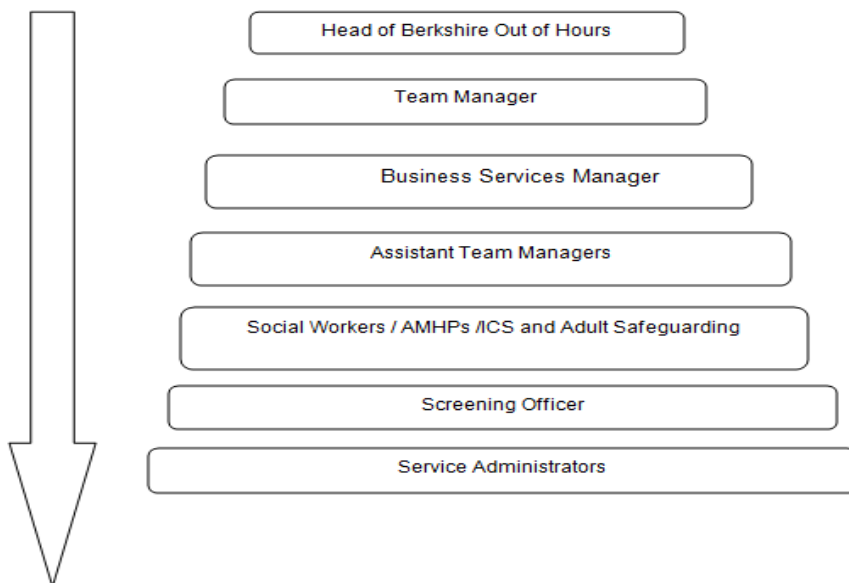 Head of Berkshire Out of Hours
Team Manager
Business Services Manager
Assistant Team Managers
Social Workers / AMHPs /ICS and Adult Safeguarding
Screening Officer
Service Administrators